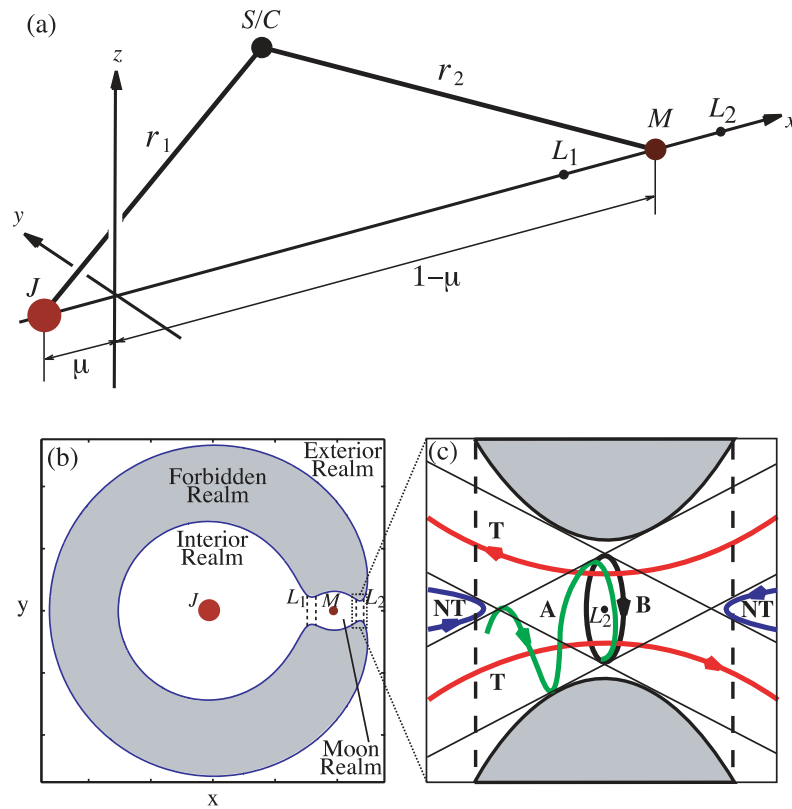 (a)
S/C
z
r1
r2
M
L2
x
L1
y
J
1−μ
μ
(b)
Exterior
Realm
Forbidden
Realm
Interior
Realm
J
L1
M
L2
y
Moon
Realm
x
(c)
T
NT
A
L2
B
NT
T